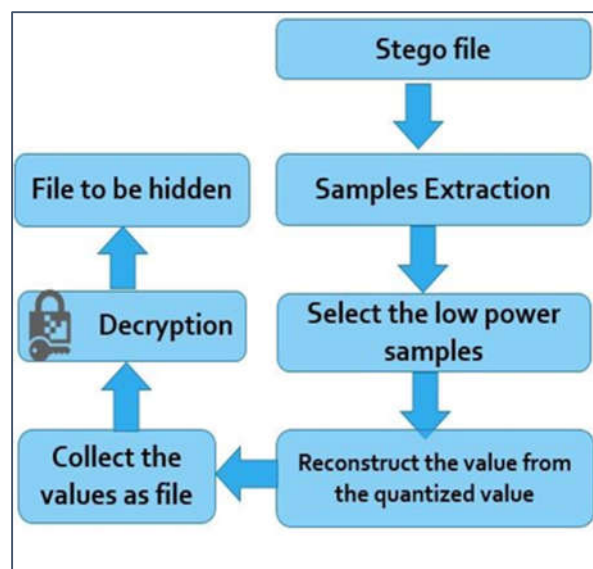 Stego file
Samples Extraction
Select the low power
samples
Reconstruct the value from
the quantized value
Collect the
values as file
Decryption
File to be hidden